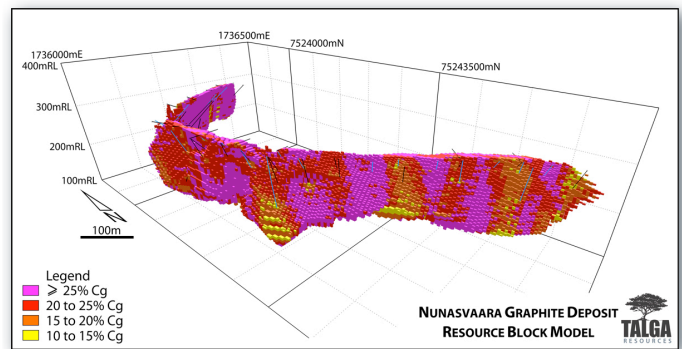 1736500mE
7524000mN
1736000mE
400mRL
75243500mN
300mRL
200mRL
100mRL
100m
Legend
⩾ 25% Cg
20 to 25% Cg
15 to 20% Cg
10 to 15% Cg
NUNASVAARA GRAPHITE DEPOSIT
RESOURCE BLOCK MODEL
TALGA
RESOURCES